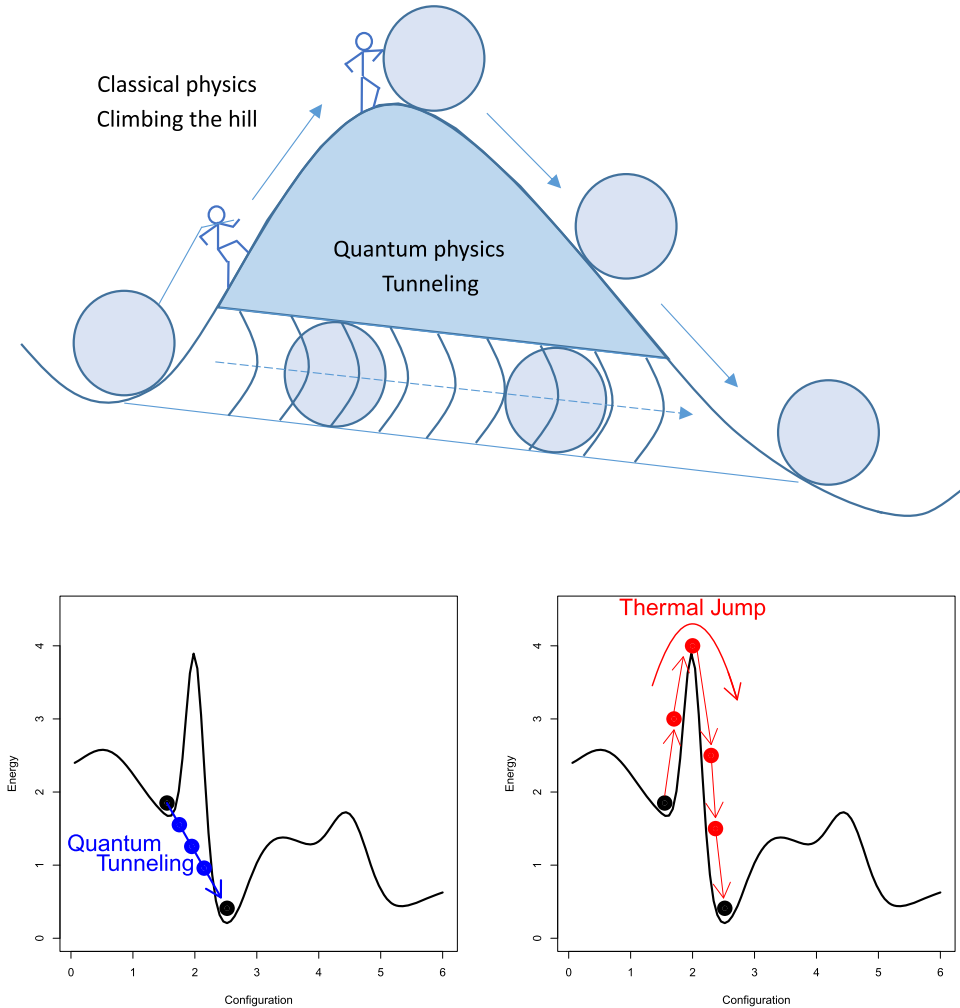 Classical physics
Climbing the hill
Quantum physics
Tunneling
4
3
2
1
0
Energy
Quantum
Tunneling
0 1 2 3 4 5 6
Configuration
Thermal Jump
4
3
2
1
0
Energy
0 1 2 3 4 5 6
Configuration